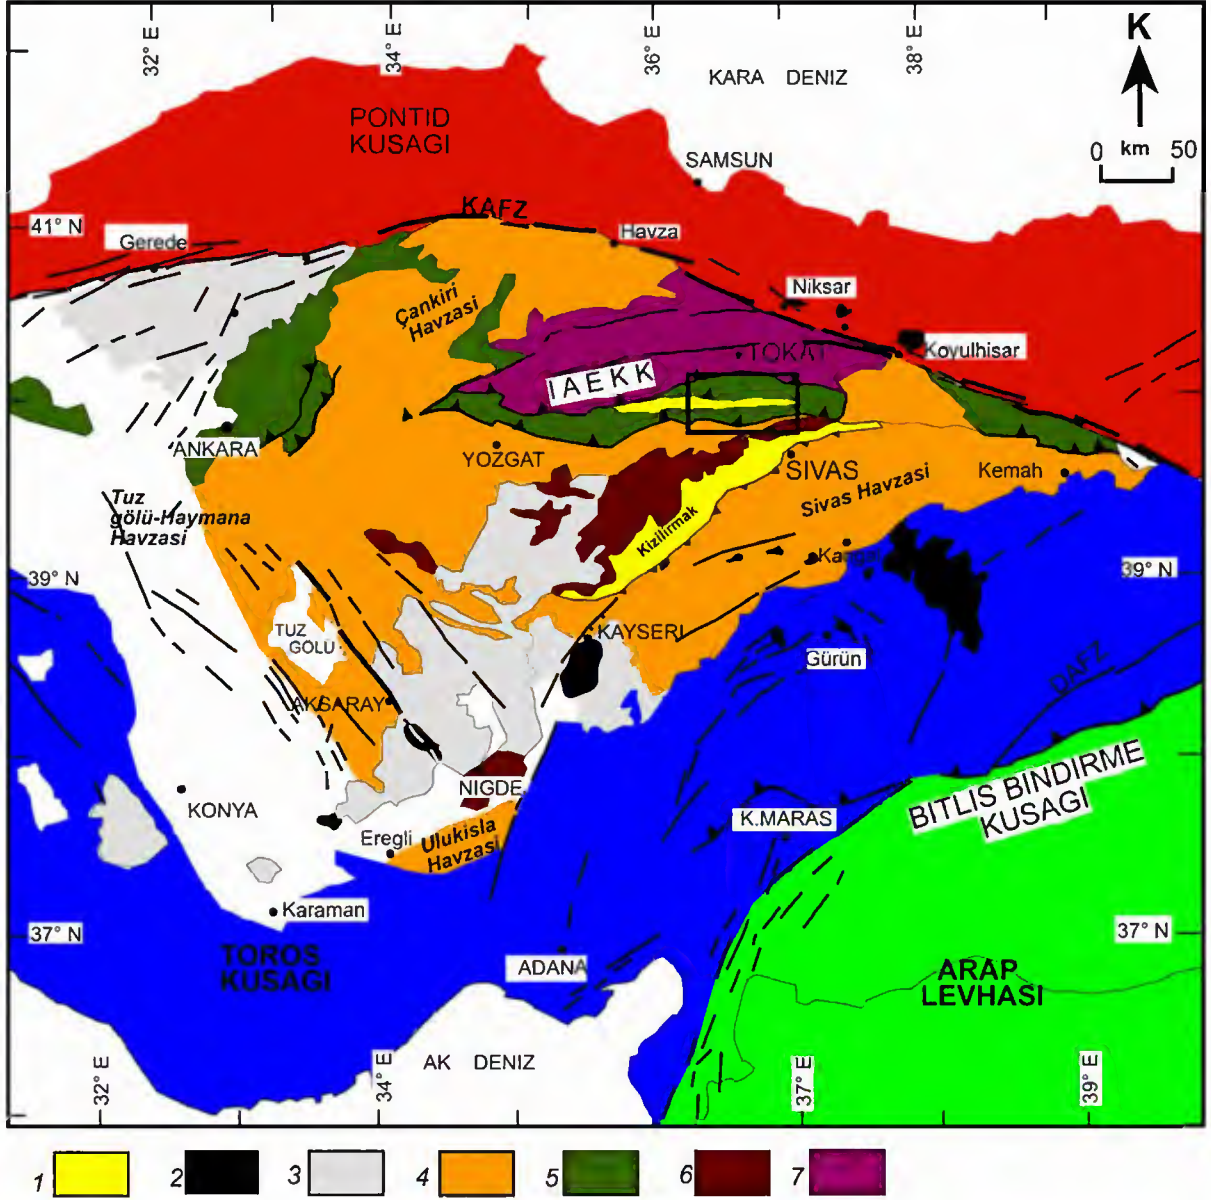 32° E
34° E
36° E
38° E
K
KARA DENIZ
PONTID
KUSAGI
0 km 50
SAMSUN
KAFZ
41° N
Gerede
Havza
Niksar
Çankiri
Havzasi
Koyulhisar
TOKAT
IAEKK
ANKARA
YOZGAT
SIVAS
Kemah
Sivas Havzasi
Tuz
gölü-Haymana
Havzasi
Kizilirmak
39° N
39° N
TUZ
GÖLÜ
KAYSERI
Gürün
DAFZ
AKSARAY
NIGDE
KONYA
BITLIS BINDIRME
KUSAGI
K.MARAS
Eregli
Ulukisla
Havzasi
Karaman
37° N
37° N
TOROS
KUSAGI
ADANA
ARAP
LEVHASI
AK DENIZ
32° E
34° E
37° E
39° E
1
2
3
4
5
6
7